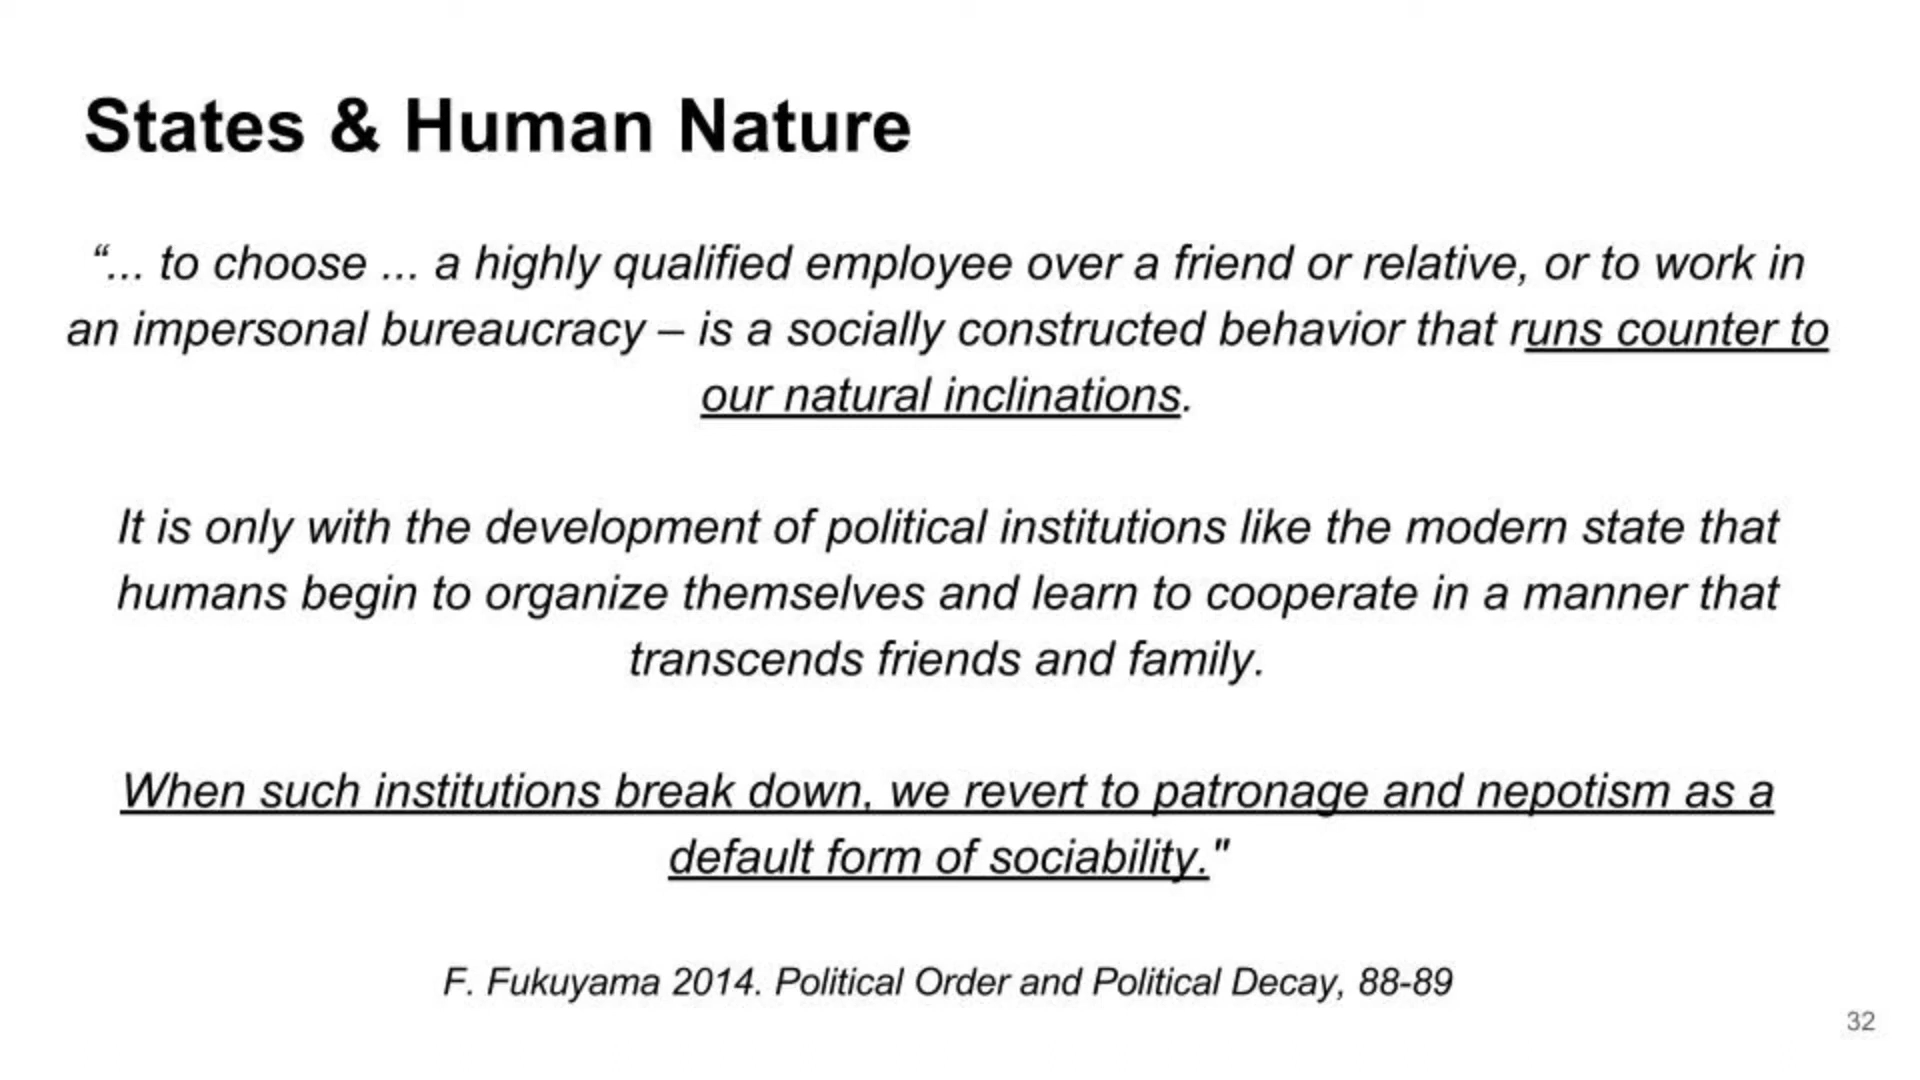 States & Human Nature
“... to choose ... a highly qualified employee over a friend or relative, or to work in
an impersonal bureaucracy – is a socially constructed behavior that runs counter to
our natural inclinations.
It is only with the development of political institutions like the modern state that
humans begin to organize themselves and learn to cooperate in a manner that
transcends friends and family.
When such institutions break down, we revert to patronage and nepotism as a
default form of sociability."
F. Fukuyama 2014. Political Order and Political Decay, 88-89
32